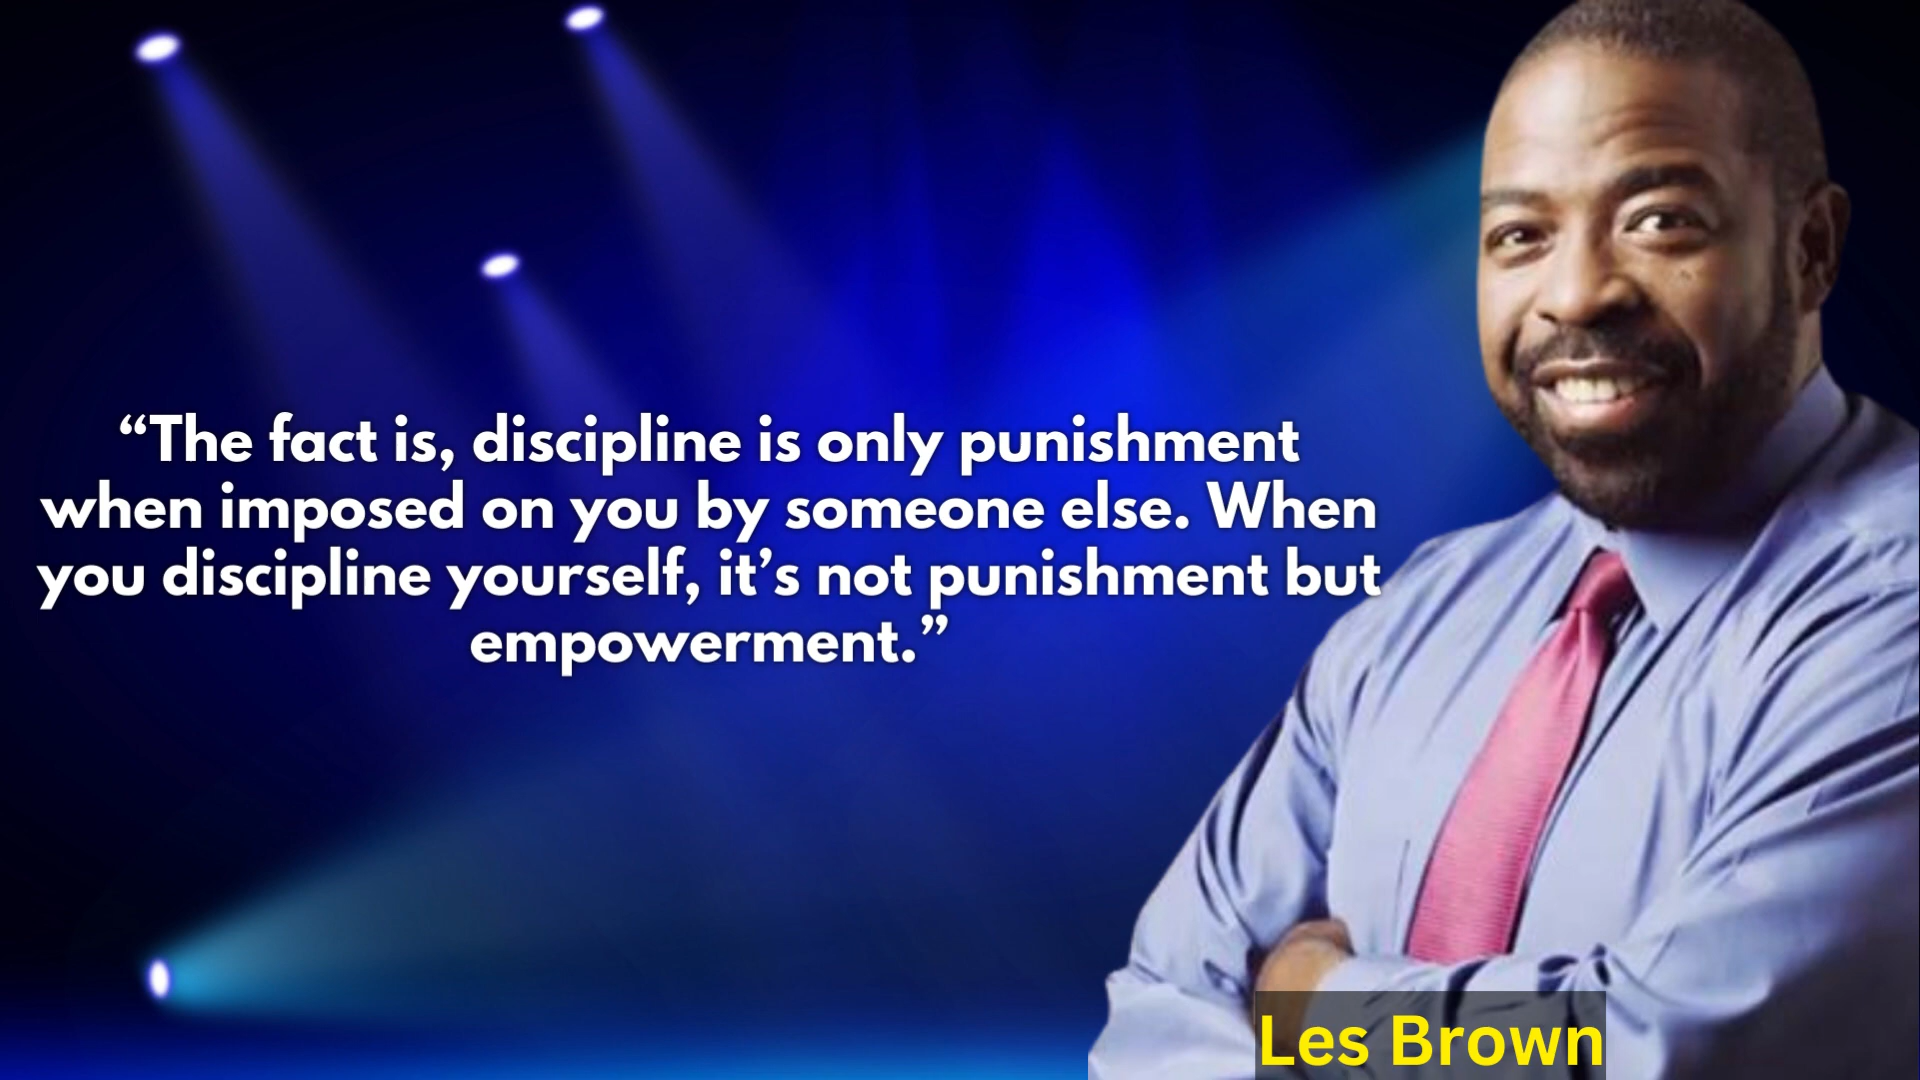 “The fact is, discipline is only punishment
when imposed on you by someone else. When
you discipline yourself, it’s not punishment but
empowerment.”
Les Brown